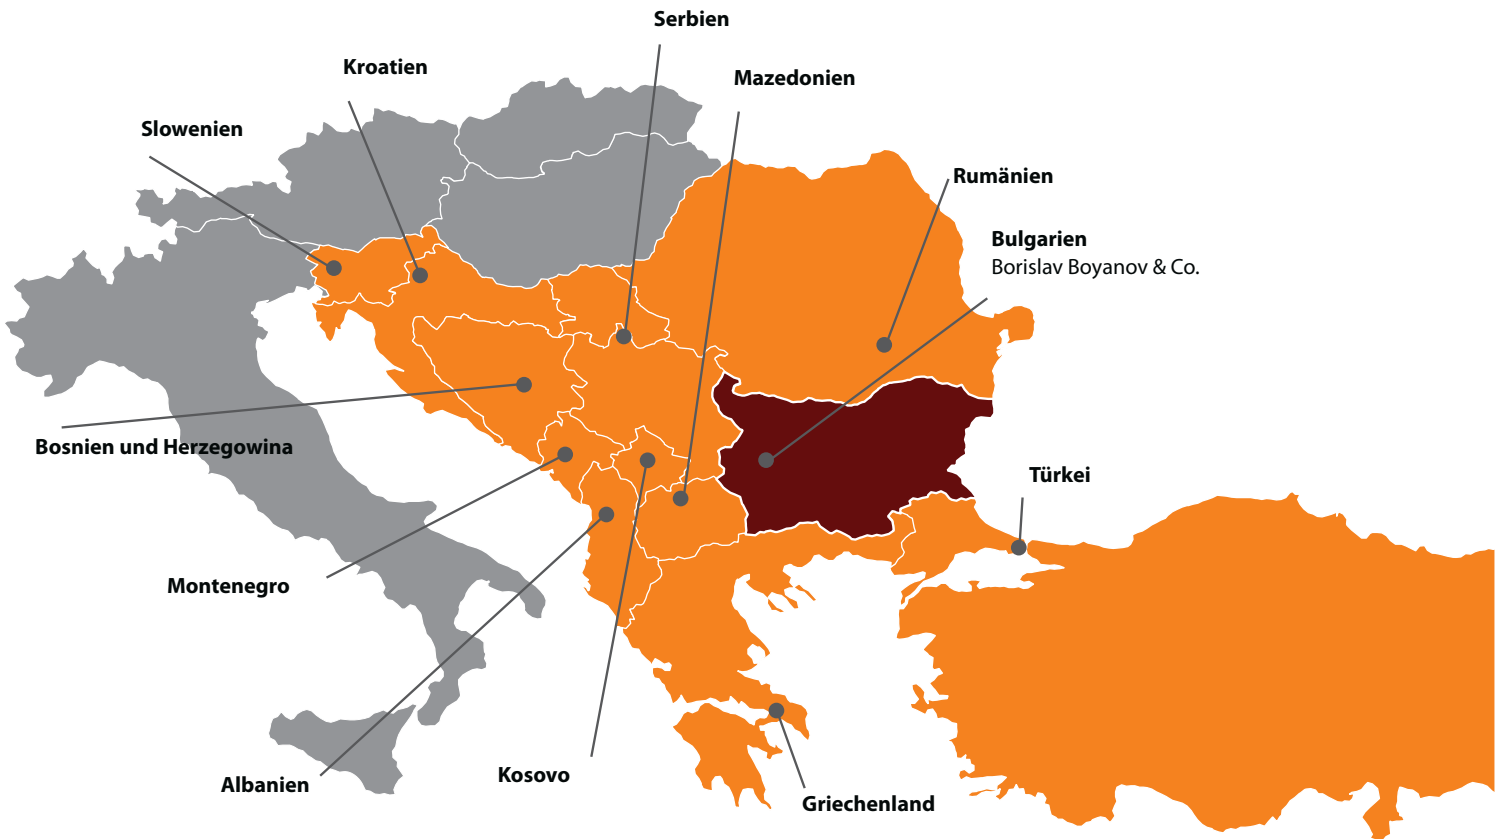 Serbien
Kroatien
Mazedonien
Slowenien
Rumänien
Bulgarien
Borislav Boyanov & Co.
Bosnien und Herzegowina
Türkei
Montenegro
Albanien
Kosovo
Griechenland